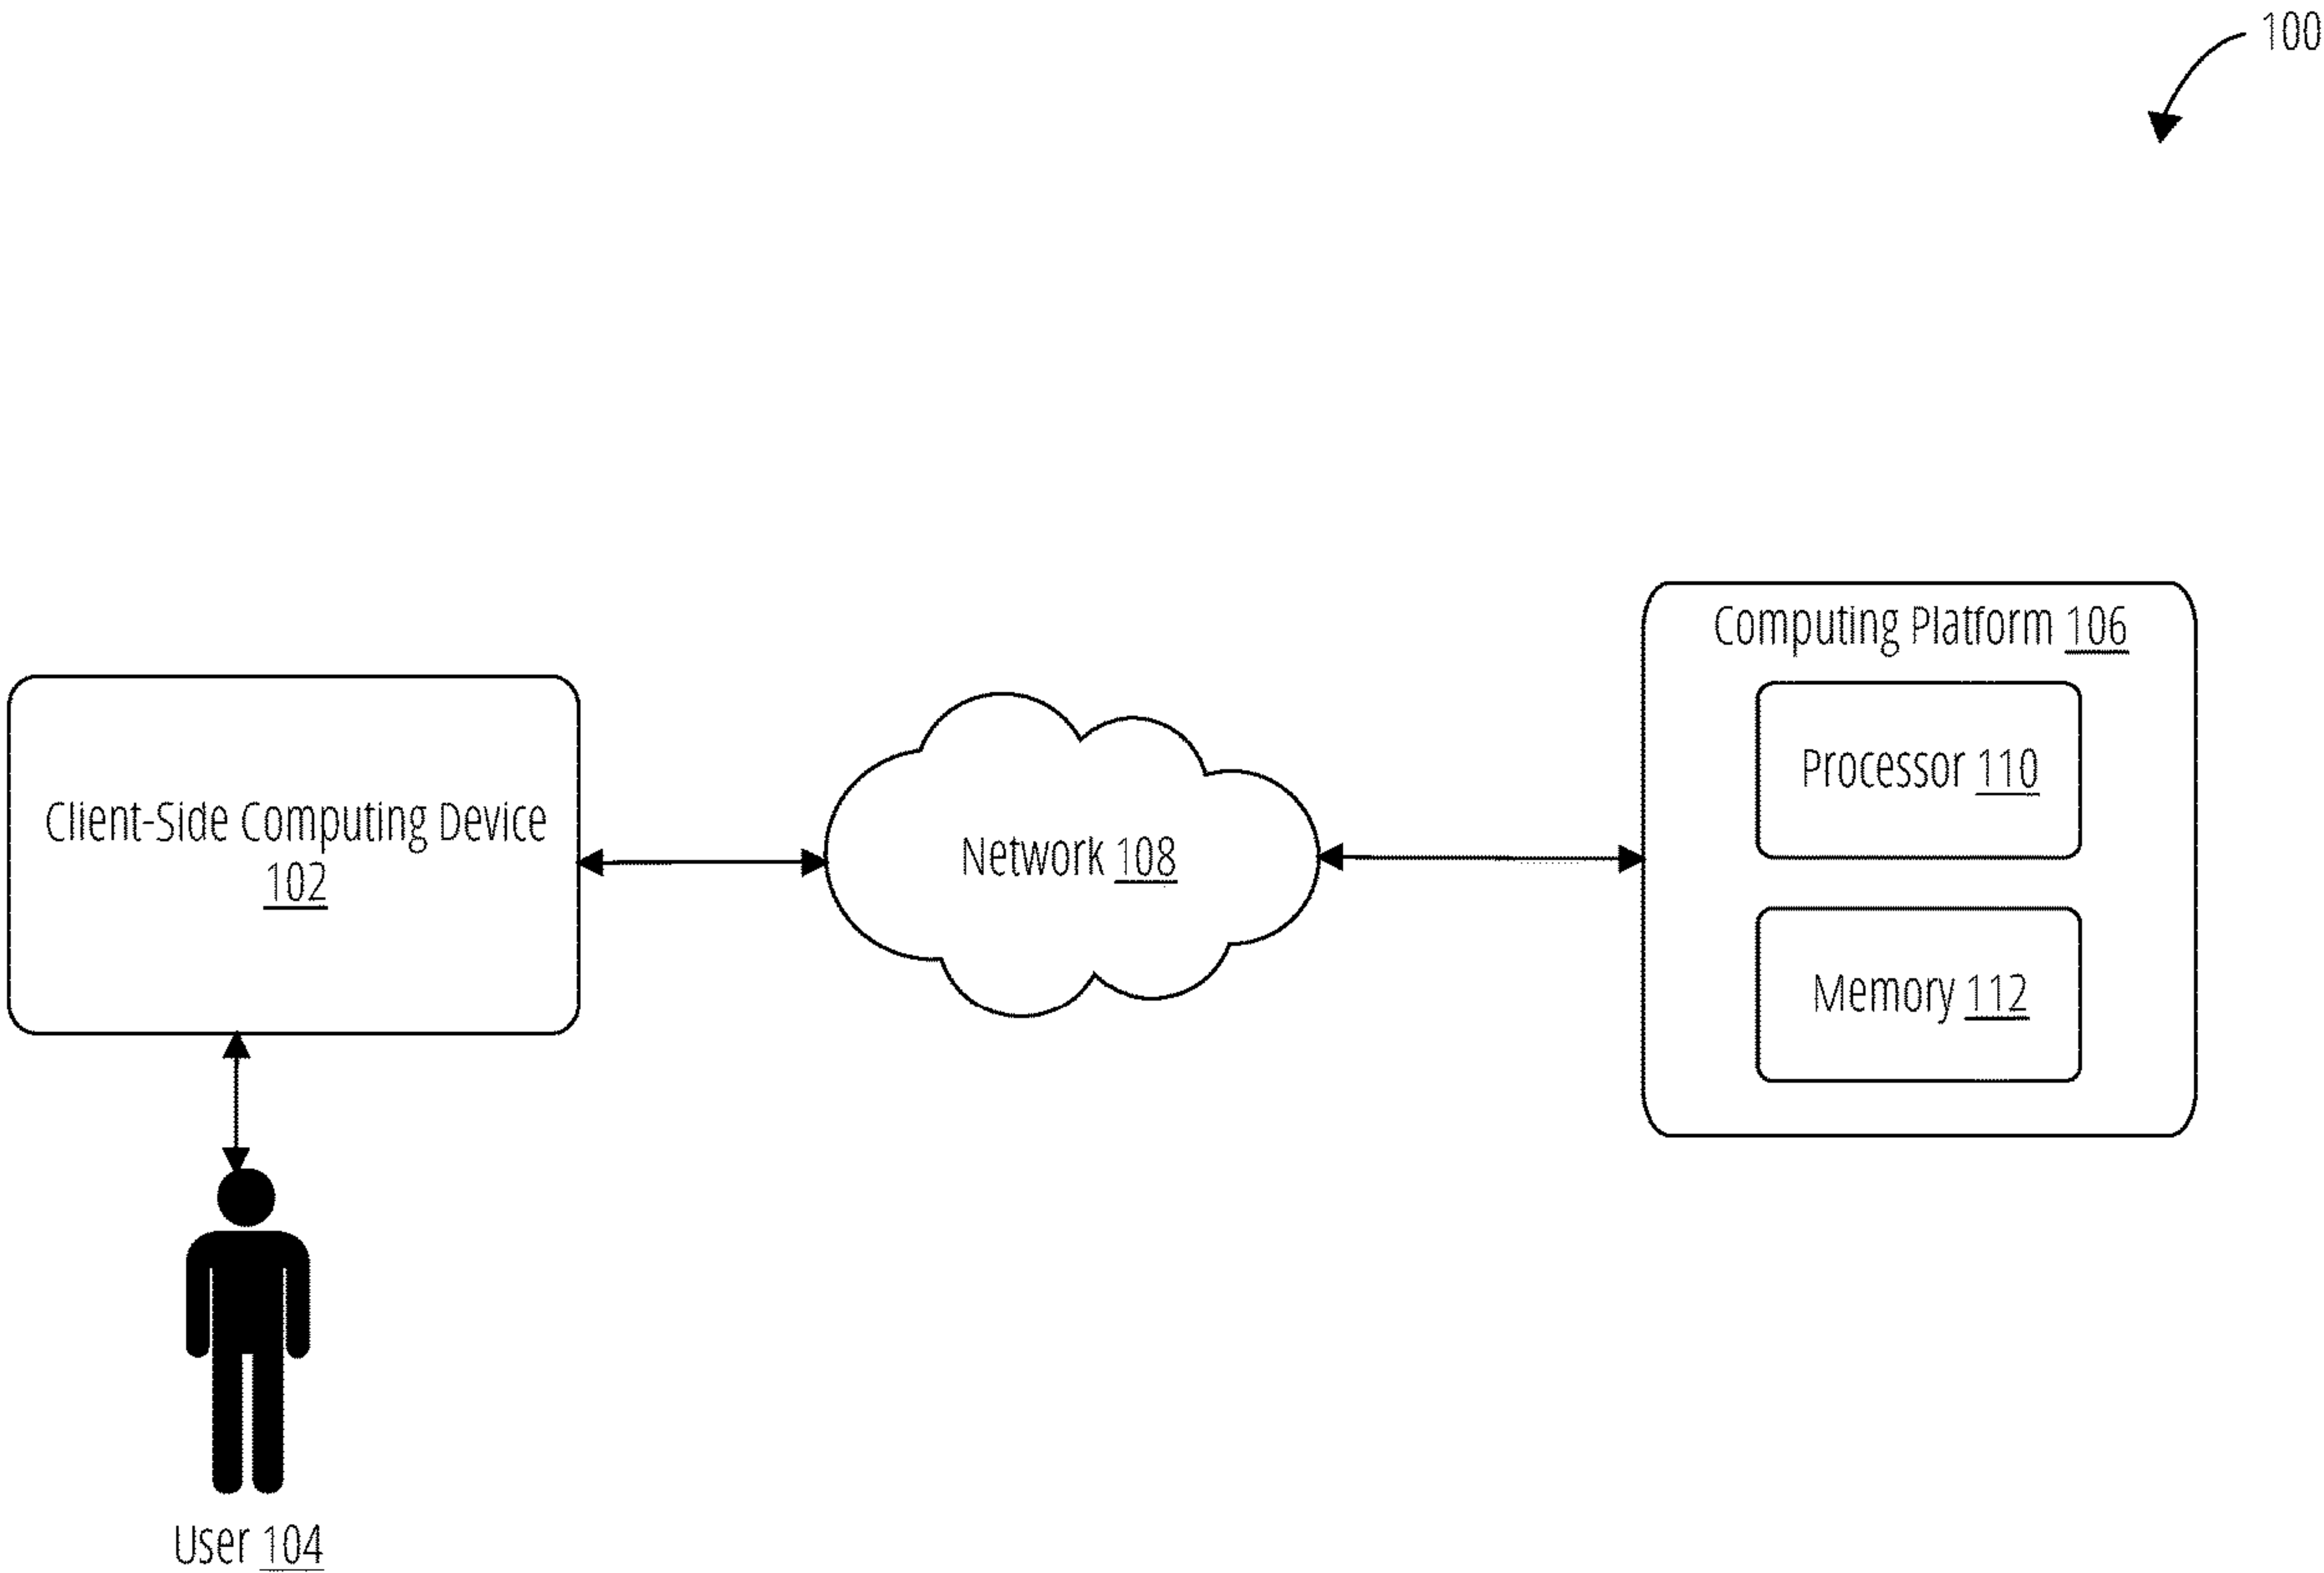 100
Computing Platform 106
Processor 110
Client-Side Computing Device
102
Network 108
Memory 112
User 104